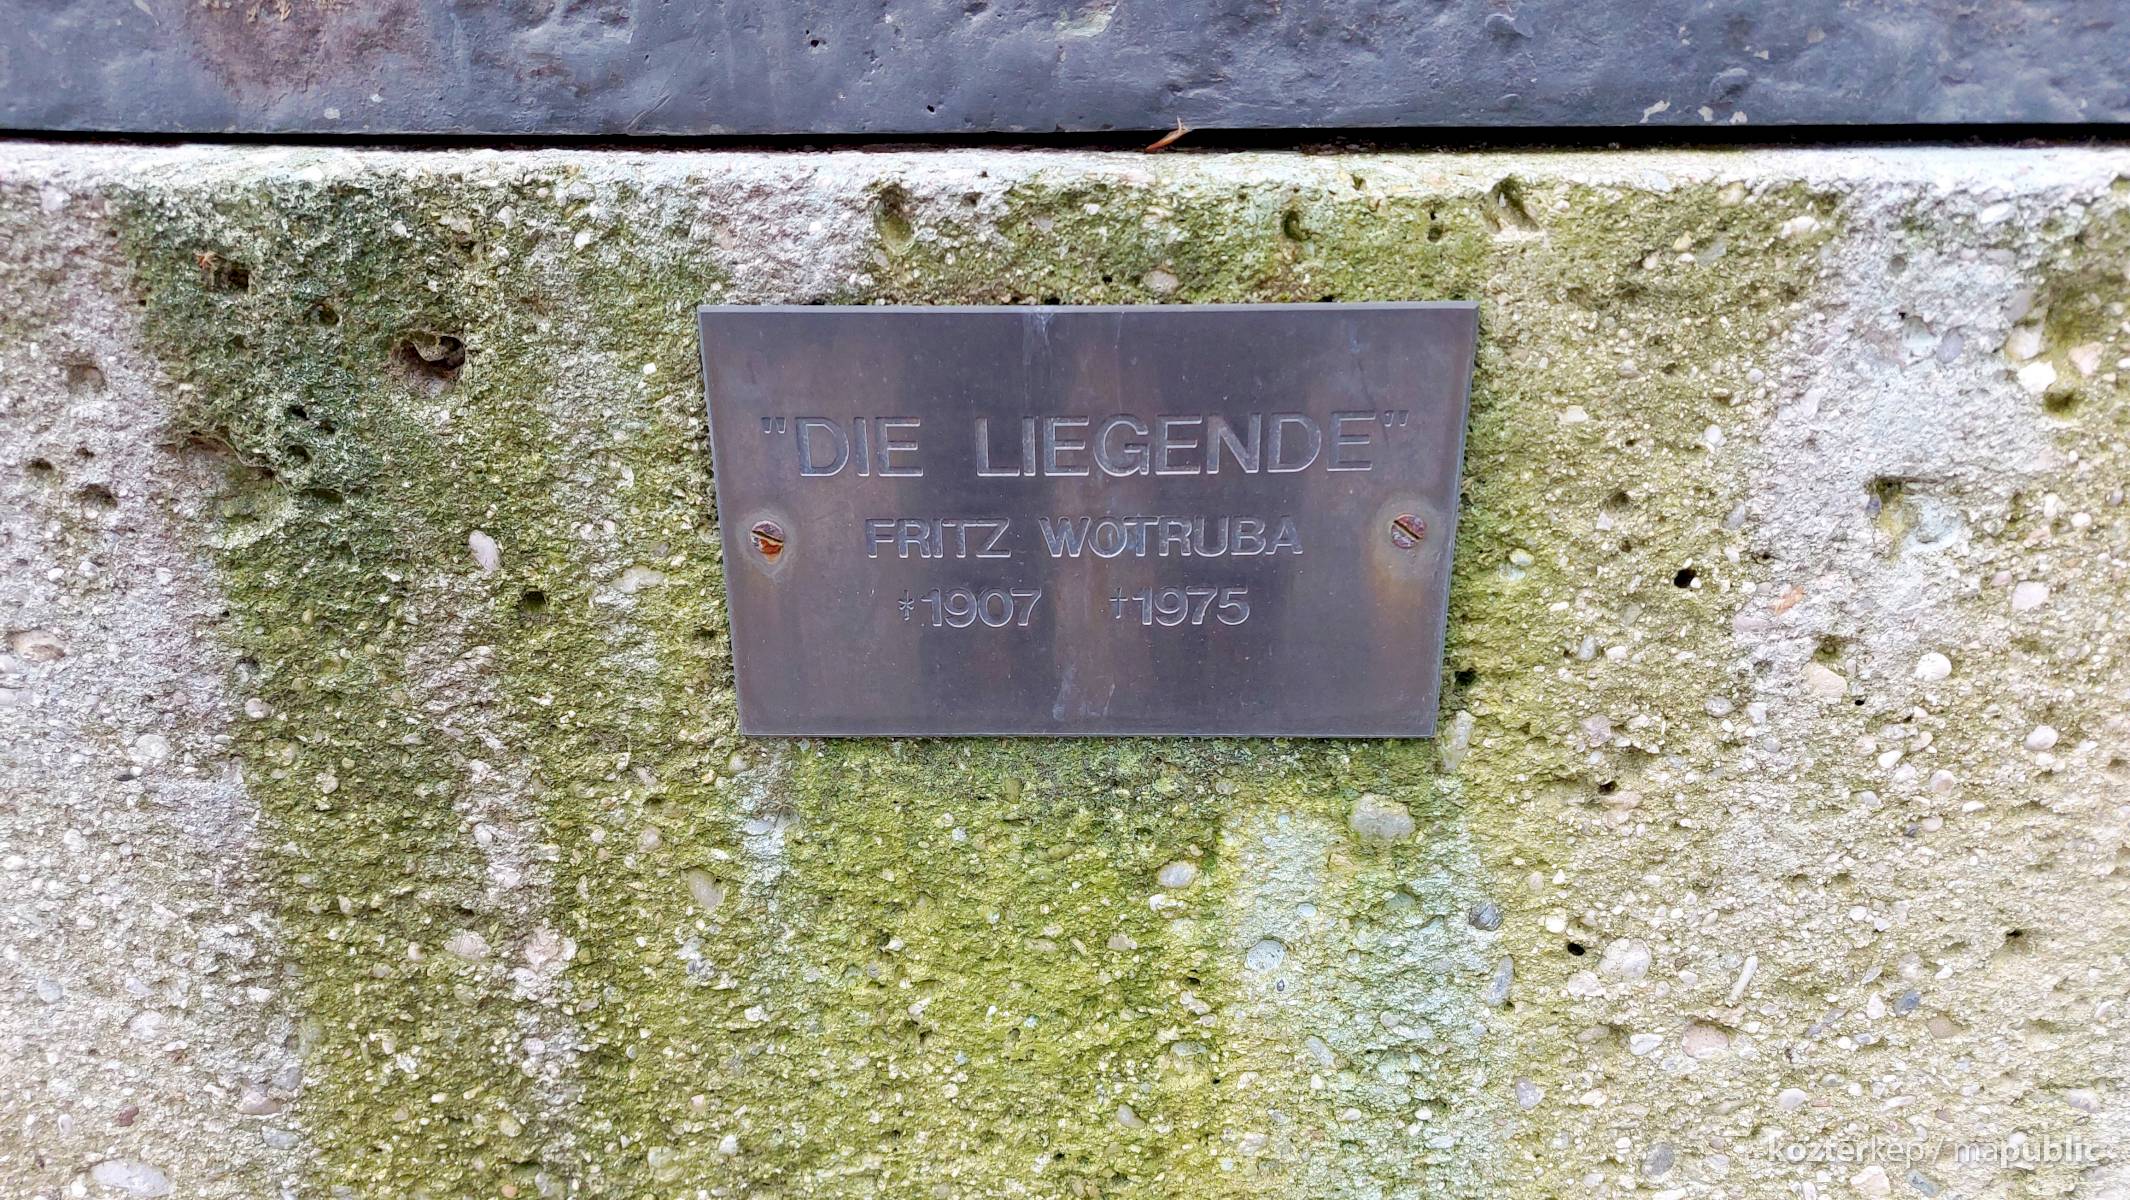 "DIE LIEGENDE"
FRITZ WOTRUBA
*1907 †1975
kozterkep / mapublic